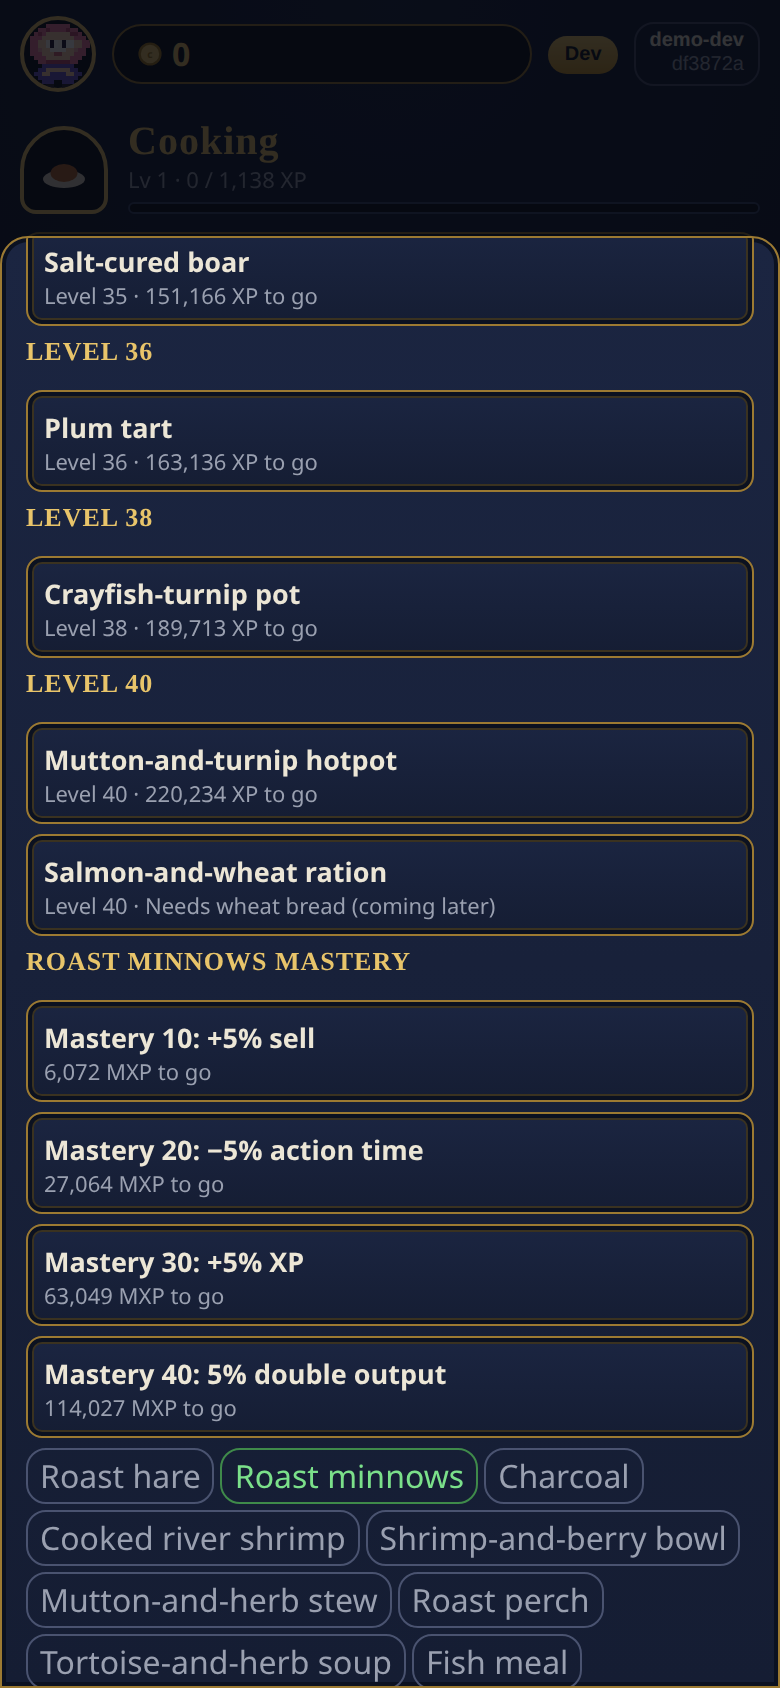 0
Dev
demo-dev
df3872a
Cooking
Lv 1 · 0 / 1,138 XP
Salt-cured boar
Level 35 · 151,166 XP to go
LEVEL 36
Plum tart
Level 36 · 163,136 XP to go
LEVEL 38
Crayfish-turnip pot
Level 38 · 189,713 XP to go
LEVEL 40
Mutton-and-turnip hotpot
Level 40 · 220,234 XP to go
Salmon-and-wheat ration
Level 40 · Needs wheat bread (coming later)
ROAST MINNOWS MASTERY
Mastery 10: +5% sell
6,072 MXP to go
Mastery 20: −5% action time
27,064 MXP to go
Mastery 30: +5% XP
63,049 MXP to go
Mastery 40: 5% double output
114,027 MXP to go
Roast hare Roast minnows Charcoal
Cooked river shrimp Shrimp-and-berry bowl
Mutton-and-herb stew Roast perch
Tortoise-and-herb soup Fish meal